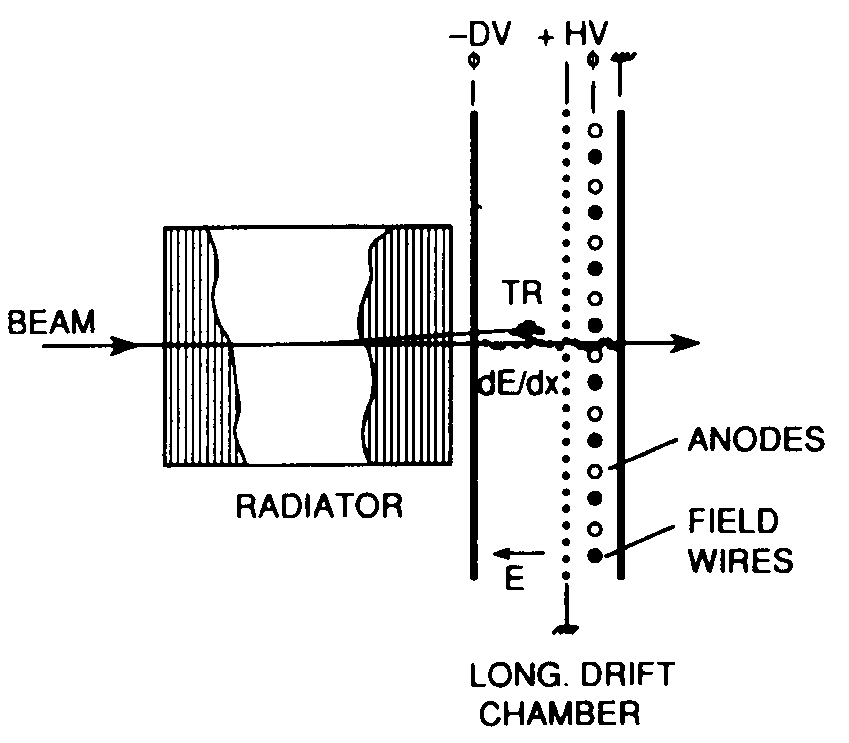 –DV + HV
TR
BEAM
dE/dx
ANODES
RADIATOR
FIELD
WIRES
E
LONG. DRIFT
CHAMBER